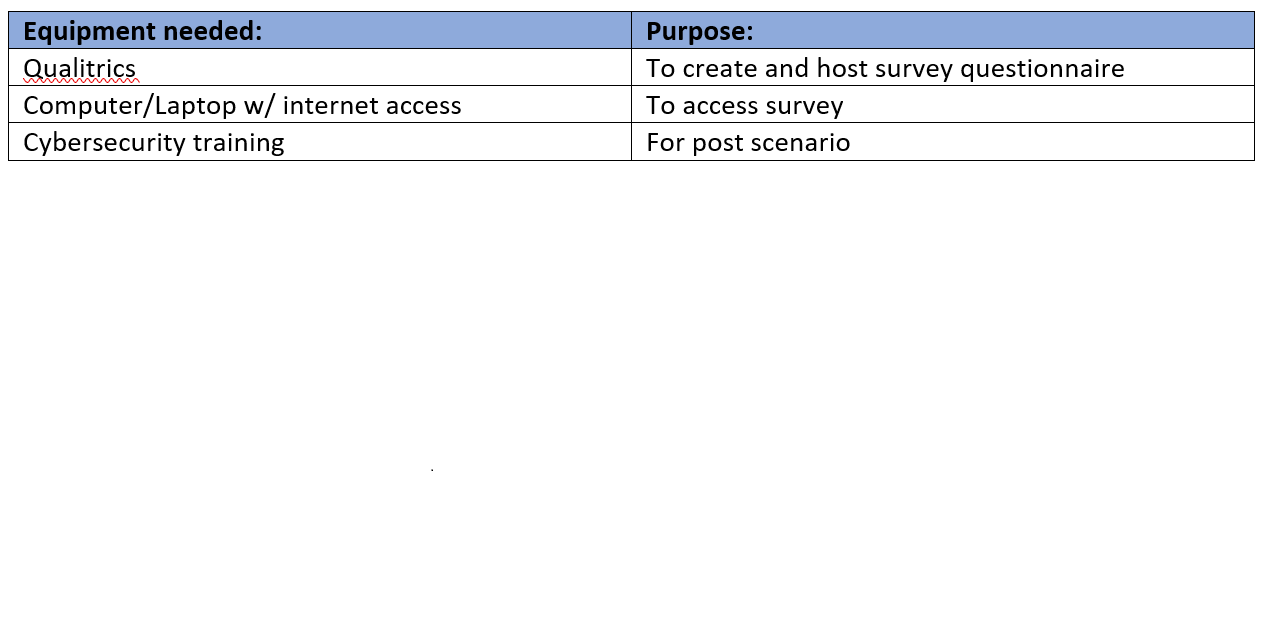 Equipment needed: Purpose:
Qualitrics To create and host survey questionnaire
Computer/Laptop w/ internet access To access survey
Cybersecurity training For post scenario
.